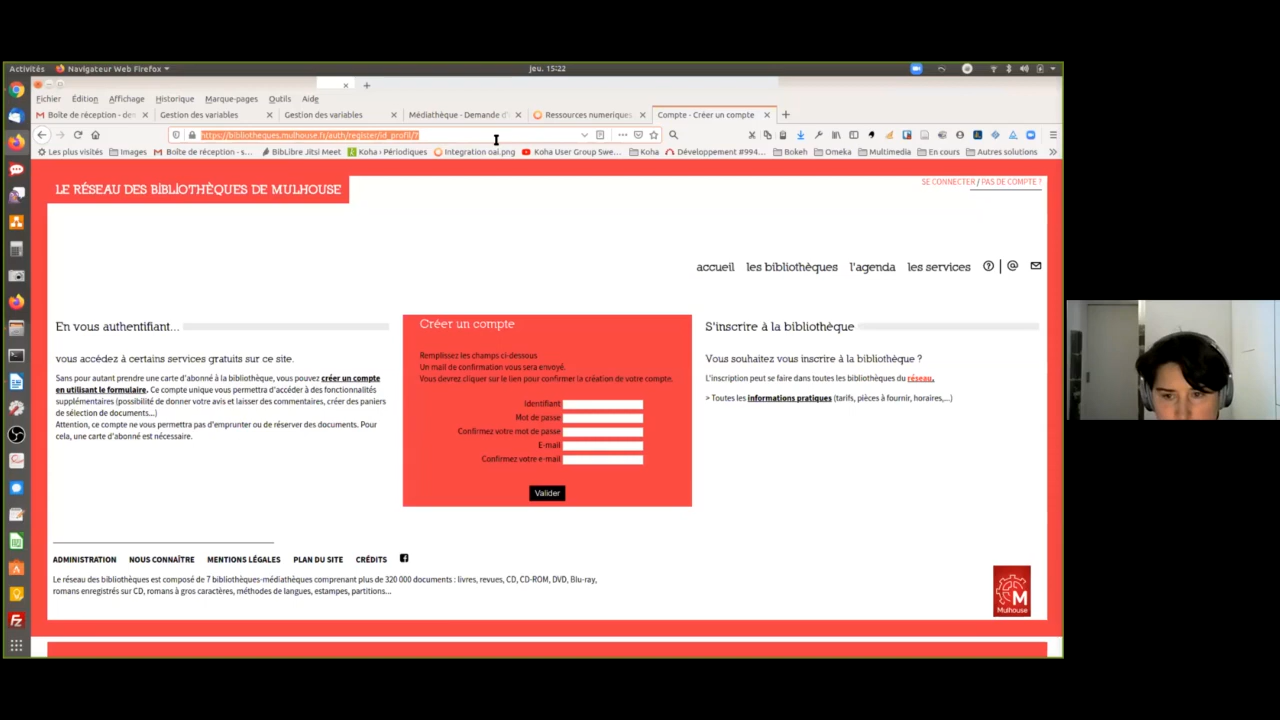 Activités Navigateur Web Firefox jeu. 15:22
Fichier Édition Affichage Historique Marque-pages Outils Aide
Boîte de réception - de Gestion des variables Gestion des variables Médiathèque - Demande d' Ressources numériques Compte - Créer un compte
https://bibliotheques.mulhouse.fr/auth/register/id_profil/7
Les plus visités Images Boîte de réception - s... BibLibre Jitsi Meet Koha › Périodiques Integration oai.png Koha User Group Swe... Koha Développement #994... Bokeh Omeka Multimedia En cours Autres solutions
LE RÉSEAU DES BIBLIOTHÈQUES DE MULHOUSE
SE CONNECTER / PAS DE COMPTE ?
accueil les bibliothèques l'agenda les services
En vous authentifiant...
vous accèdez à certains services gratuits sur ce site.
Sans pour autant prendre une carte d'abonné à la bibliothèque, vous pouvez créer un compte
en utilisant le formulaire. Ce compte unique vous permettra d'accéder à des fonctionnalités
supplémentaires (possibilité de donner votre avis et laisser des commentaires, créer des paniers
de sélection de documents...)
Attention, ce compte ne vous permettra pas d'emprunter ou de réserver des documents. Pour
cela, une carte d'abonné est nécessaire.
Créer un compte
Remplissez les champs ci-dessous
Un mail de confirmation vous sera envoyé.
Vous devrez cliquer sur le lien pour confirmer la création de votre compte.
Identifiant
Mot de passe
Confirmez votre mot de passe
E-mail
Confirmez votre e-mail
Valider
S'inscrire à la bibliothèque
Vous souhaitez vous inscrire à la bibliothèque ?
L'inscription peut se faire dans toutes les bibliothèques du réseau.
> Toutes les informations pratiques (tarifs, pièces à fournir, horaires,...)
ADMINISTRATION NOUS CONNAÎTRE MENTIONS LÉGALES PLAN DU SITE CRÉDITS
Le réseau des bibliothèques est composé de 7 bibliothèques-médiathèques comprenant plus de 320 000 documents : livres, revues, CD, CD-ROM, DVD, Blu-ray,
romans enregistrés sur CD, romans à gros caractères, méthodes de langues, estampes, partitions...
M
Mulhouse